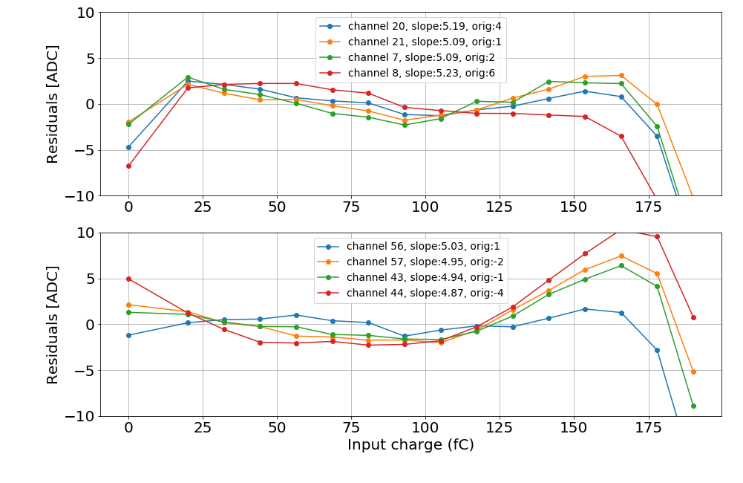 10
5
0
−5
−10
Residuals [ADC]
channel 20, slope:5.19, orig:4
channel 21, slope:5.09, orig:1
channel 7, slope:5.09, orig:2
channel 8, slope:5.23, orig:6
0 25 50 75 100 125 150 175
10
5
0
−5
−10
Residuals [ADC]
channel 56, slope:5.03, orig:1
channel 57, slope:4.95, orig:-2
channel 43, slope:4.94, orig:-1
channel 44, slope:4.87, orig:-4
0 25 50 75 100 125 150 175
Input charge (fC)